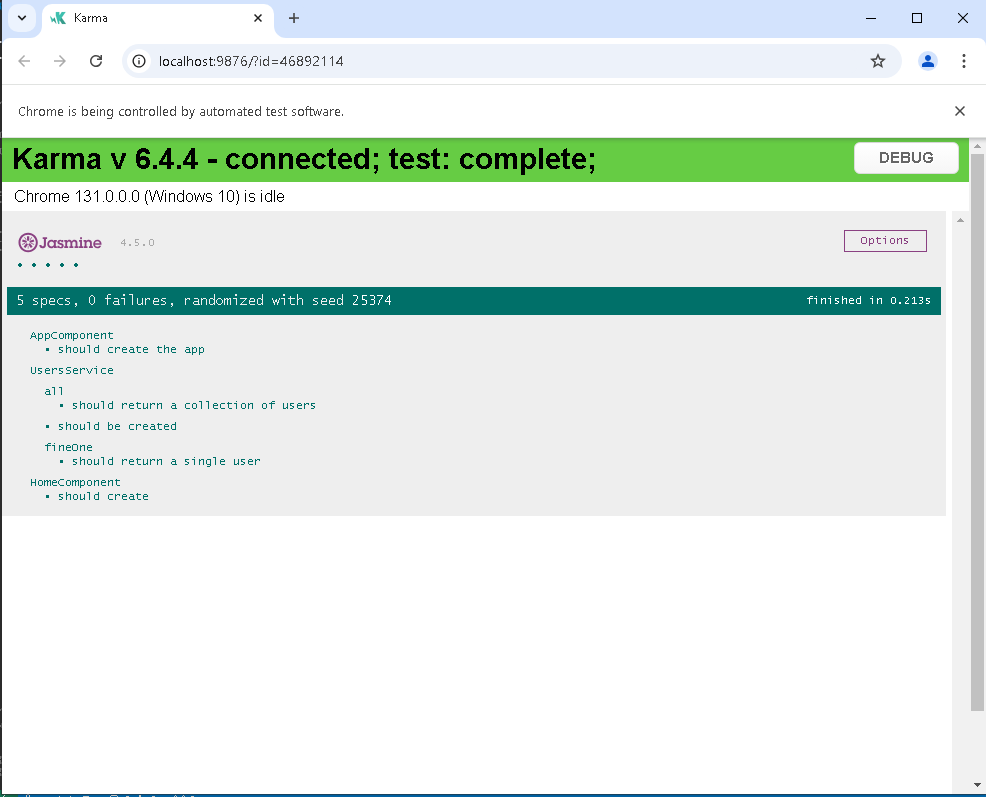 Karma
localhost:9876/?id=46892114
Chrome is being controlled by automated test software.
Karma v 6.4.4 - connected; test: complete;
DEBUG
Chrome 131.0.0.0 (Windows 10) is idle
Jasmine 4.5.0
Options
• • • • •
5 specs, 0 failures, randomized with seed 25374
finished in 0.213s
AppComponent
• should create the app
UsersService
all
• should return a collection of users
• should be created
fineOne
• should return a single user
HomeComponent
• should create